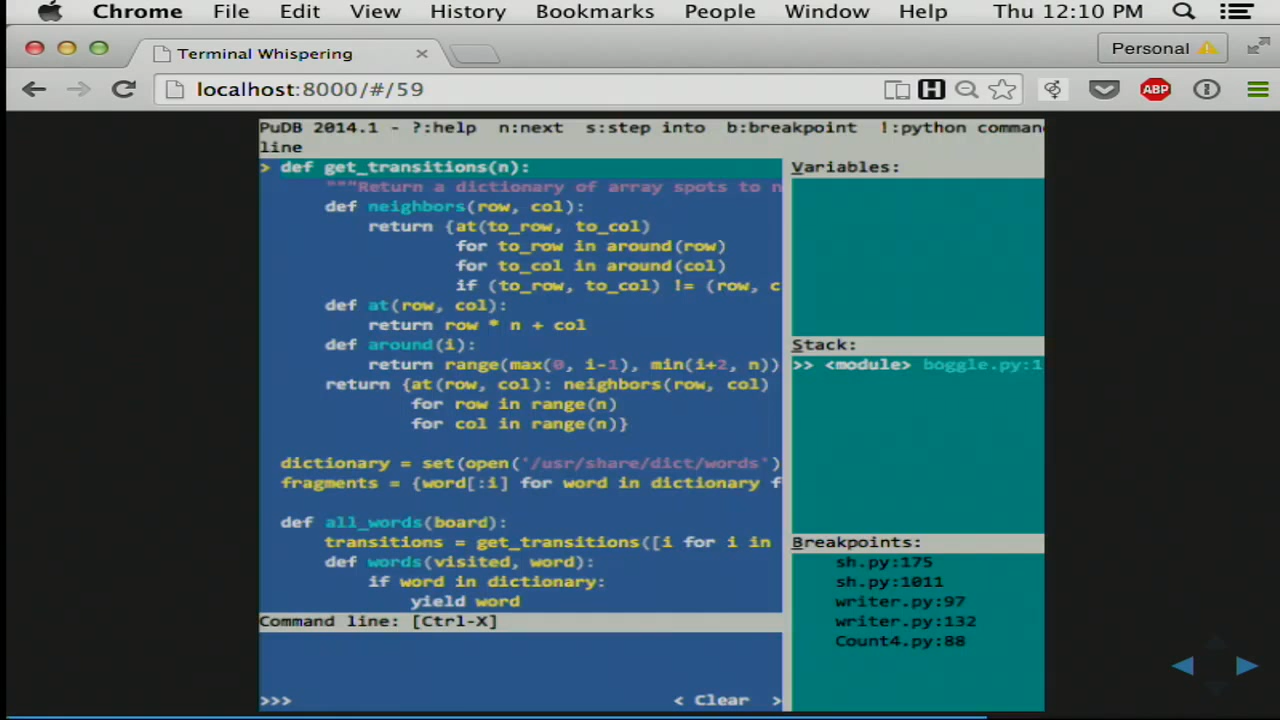 Chrome File Edit View History Bookmarks People Window Help Thu 12:10 PM
Terminal Whispering
Personal
localhost:8000/#/59
H
ABP
PuDB 2014.1 - ?:help n:next s:step into b:breakpoint !:python comman
line
> def get_transitions(n):
"""Return a dictionary of array spots to n
def neighbors(row, col):
return {at(to_row, to_col)
for to_row in around(row)
for to_col in around(col)
if (to_row, to_col) != (row, c
def at(row, col):
return row * n + col
def around(i):
return range(max(0, i-1), min(i+2, n))
return {at(row, col): neighbors(row, col)
for row in range(n)
for col in range(n)}
dictionary = set(open('/usr/share/dict/words')
fragments = {word[:i] for word in dictionary f
def all_words(board):
transitions = get_transitions([i for i in
def words(visited, word):
if word in dictionary:
yield word
Command line: [Ctrl-X]
>>> < Clear >
Variables:
Stack:
>> <module> boggle.py:1
Breakpoints:
sh.py:175
sh.py:1011
writer.py:97
writer.py:132
Count4.py:88